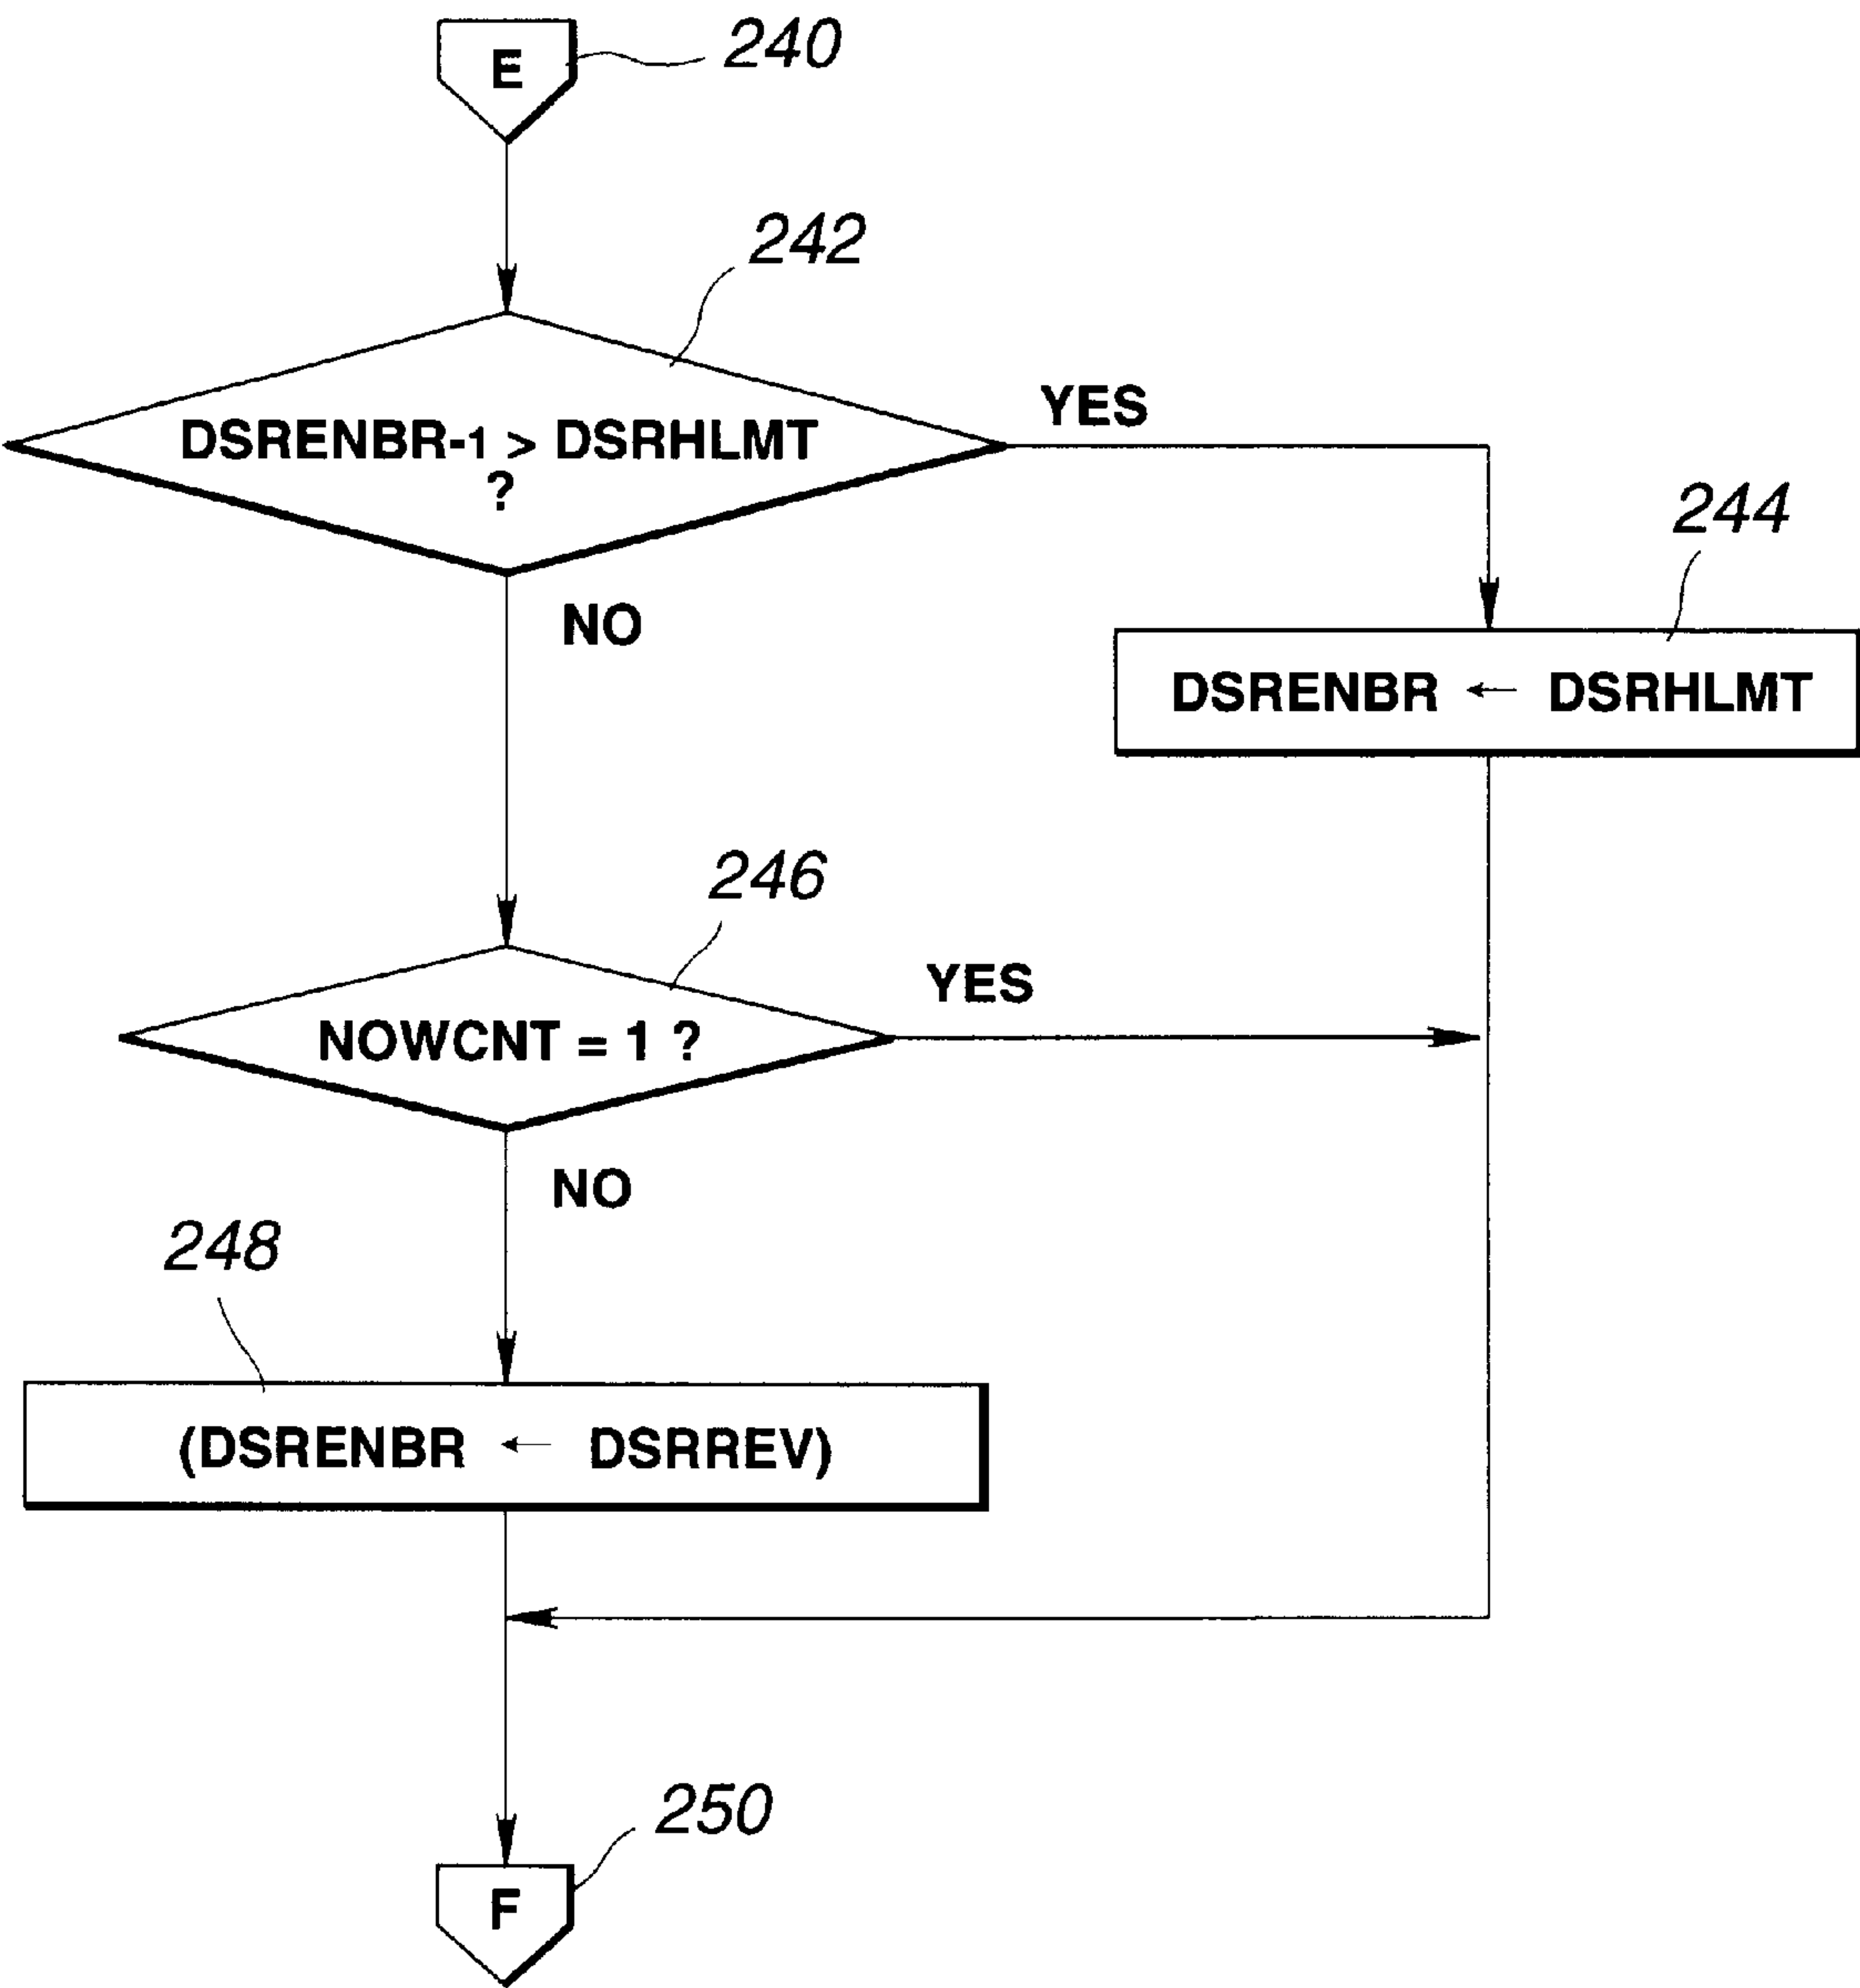 E
240
242
DSRENBR-1 > DSRHLMT
?
YES
NO
244
DSRENBR ← DSRHLMT
246
NOWCNT = 1 ?
YES
NO
248
(DSRENBR ← DSRREV)
250
F